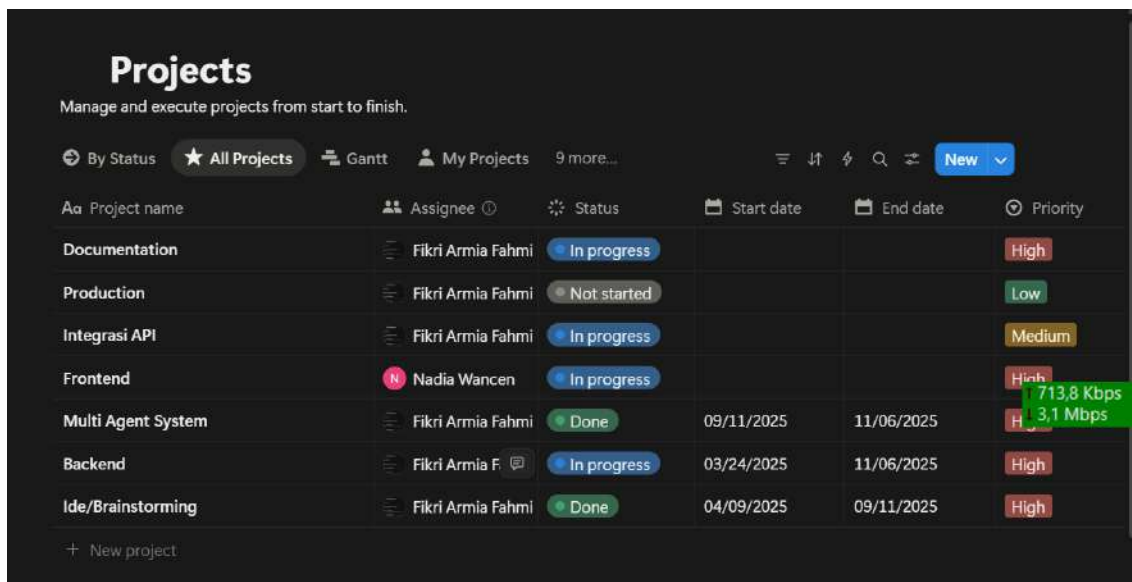 Projects
Manage and execute projects from start to finish.
By Status All Projects Gantt My Projects 9 more... New
Aa Project name Assignee Status Start date End date Priority
Documentation Fikri Armia Fahmi In progress High
Production Fikri Armia Fahmi Not started Low
Integrasi API Fikri Armia Fahmi In progress Medium
Frontend N Nadia Wancen In progress High
↑ 713,8 Kbps
↓ 3,1 Mbps
Multi Agent System Fikri Armia Fahmi Done 09/11/2025 11/06/2025
Backend Fikri Armia In progress 03/24/2025 11/06/2025 High
Ide/Brainstorming Fikri Armia Fahmi Done 04/09/2025 09/11/2025 High
+ New project